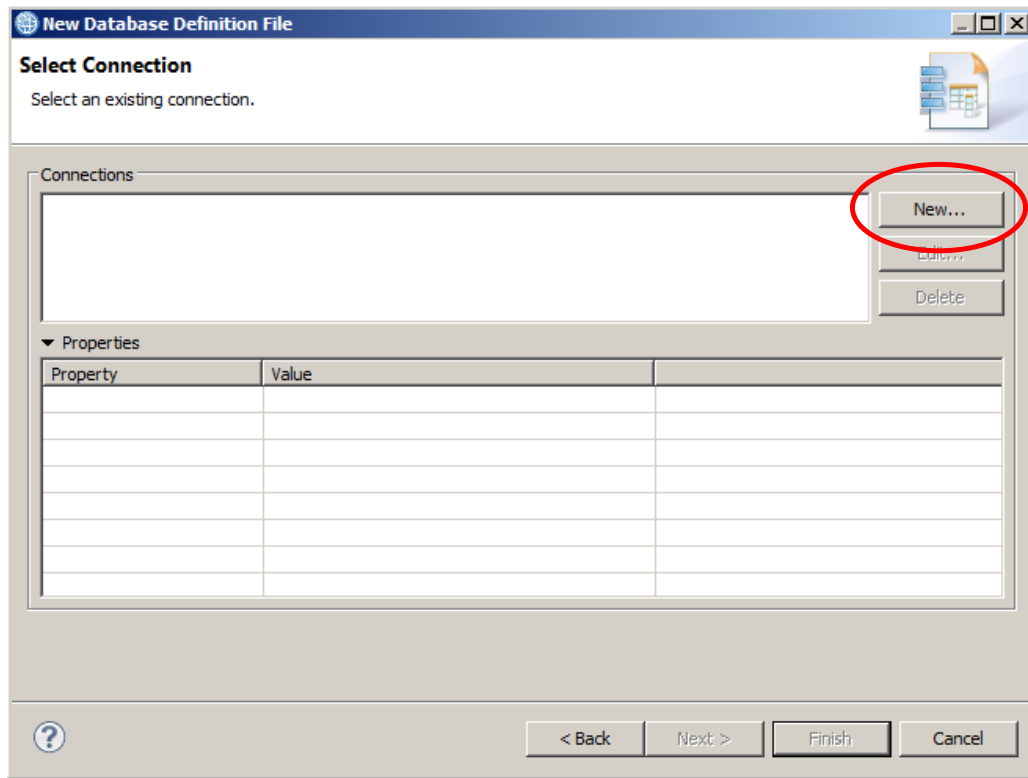 New Database Definition File
Select Connection
Select an existing connection.
Connections
New...
Edit...
Delete
Properties
Property Value
< Back Next > Finish Cancel